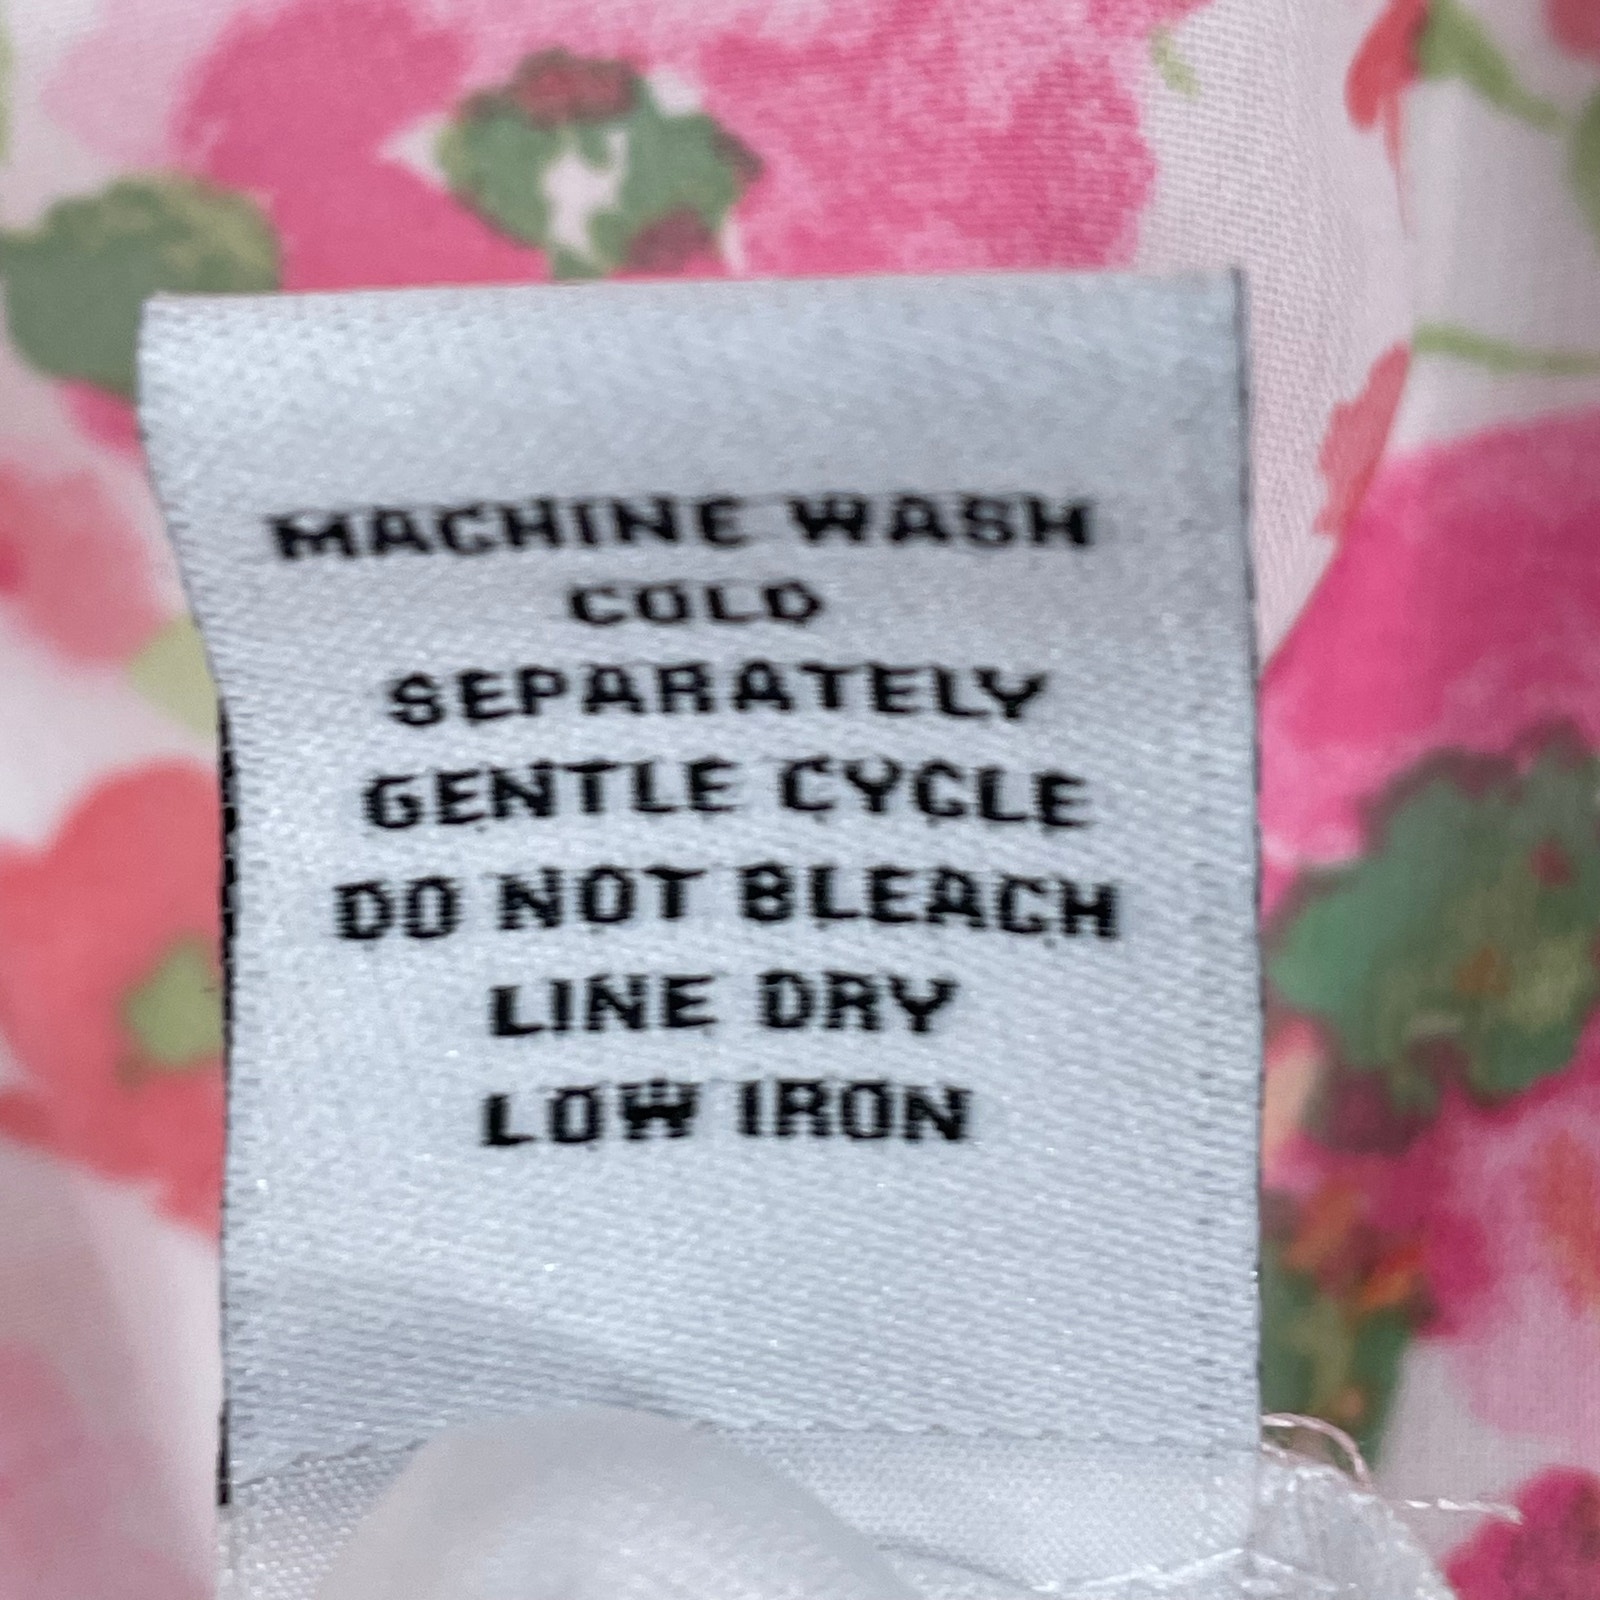 MACHINE WASH
COLD
SEPARATELY
GENTLE CYCLE
DO NOT BLEACH
LINE DRY
LOW IRON